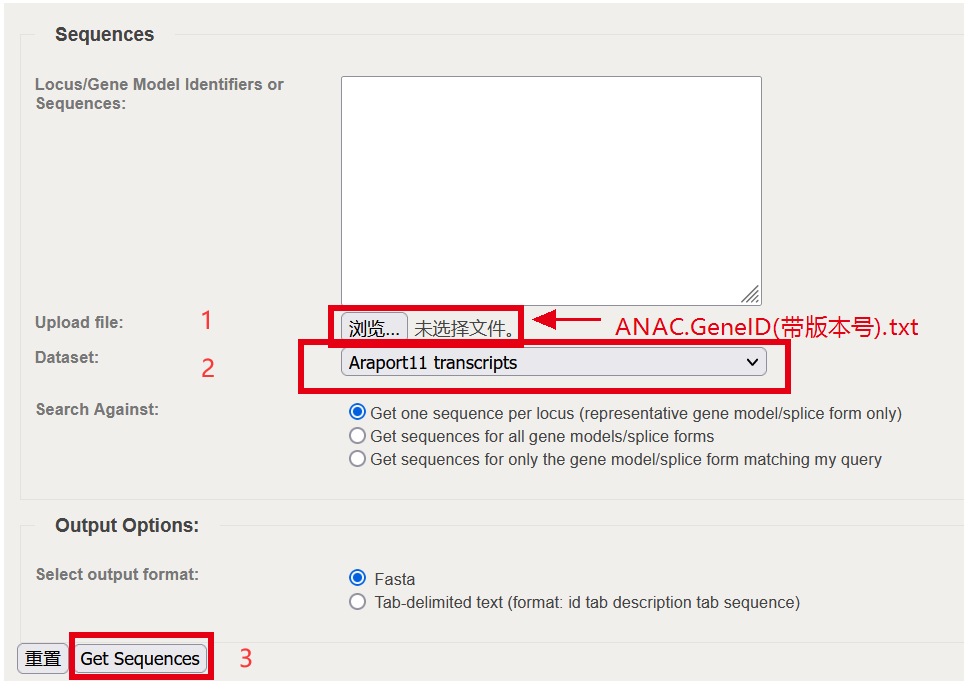 Sequences
Locus/Gene Model Identifiers or
Sequences:
Upload file:
1
浏览... 未选择文件。
ANAC.GeneID(带版本号).txt
Dataset:
2
Araport11 transcripts
Search Against:
Get one sequence per locus (representative gene model/splice form only)
Get sequences for all gene models/splice forms
Get sequences for only the gene model/splice form matching my query
Output Options:
Select output format:
Fasta
Tab-delimited text (format: id tab description tab sequence)
重置 Get Sequences 3